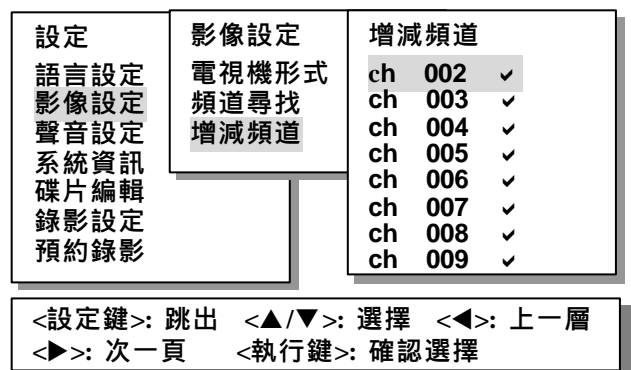 設定
語言設定
影像設定
聲音設定
系統資訊
碟片編輯
錄影設定
預約錄影
影像設定
電視機形式
頻道尋找
增減頻道
增減頻道
ch 002 ✓
ch 003 ✓
ch 004 ✓
ch 005 ✓
ch 006 ✓
ch 007 ✓
ch 008 ✓
ch 009 ✓
<設定鍵>: 跳出 <▲/▼>: 選擇 <◀>: 上一層
<▶>: 次一頁 <執行鍵>: 確認選擇